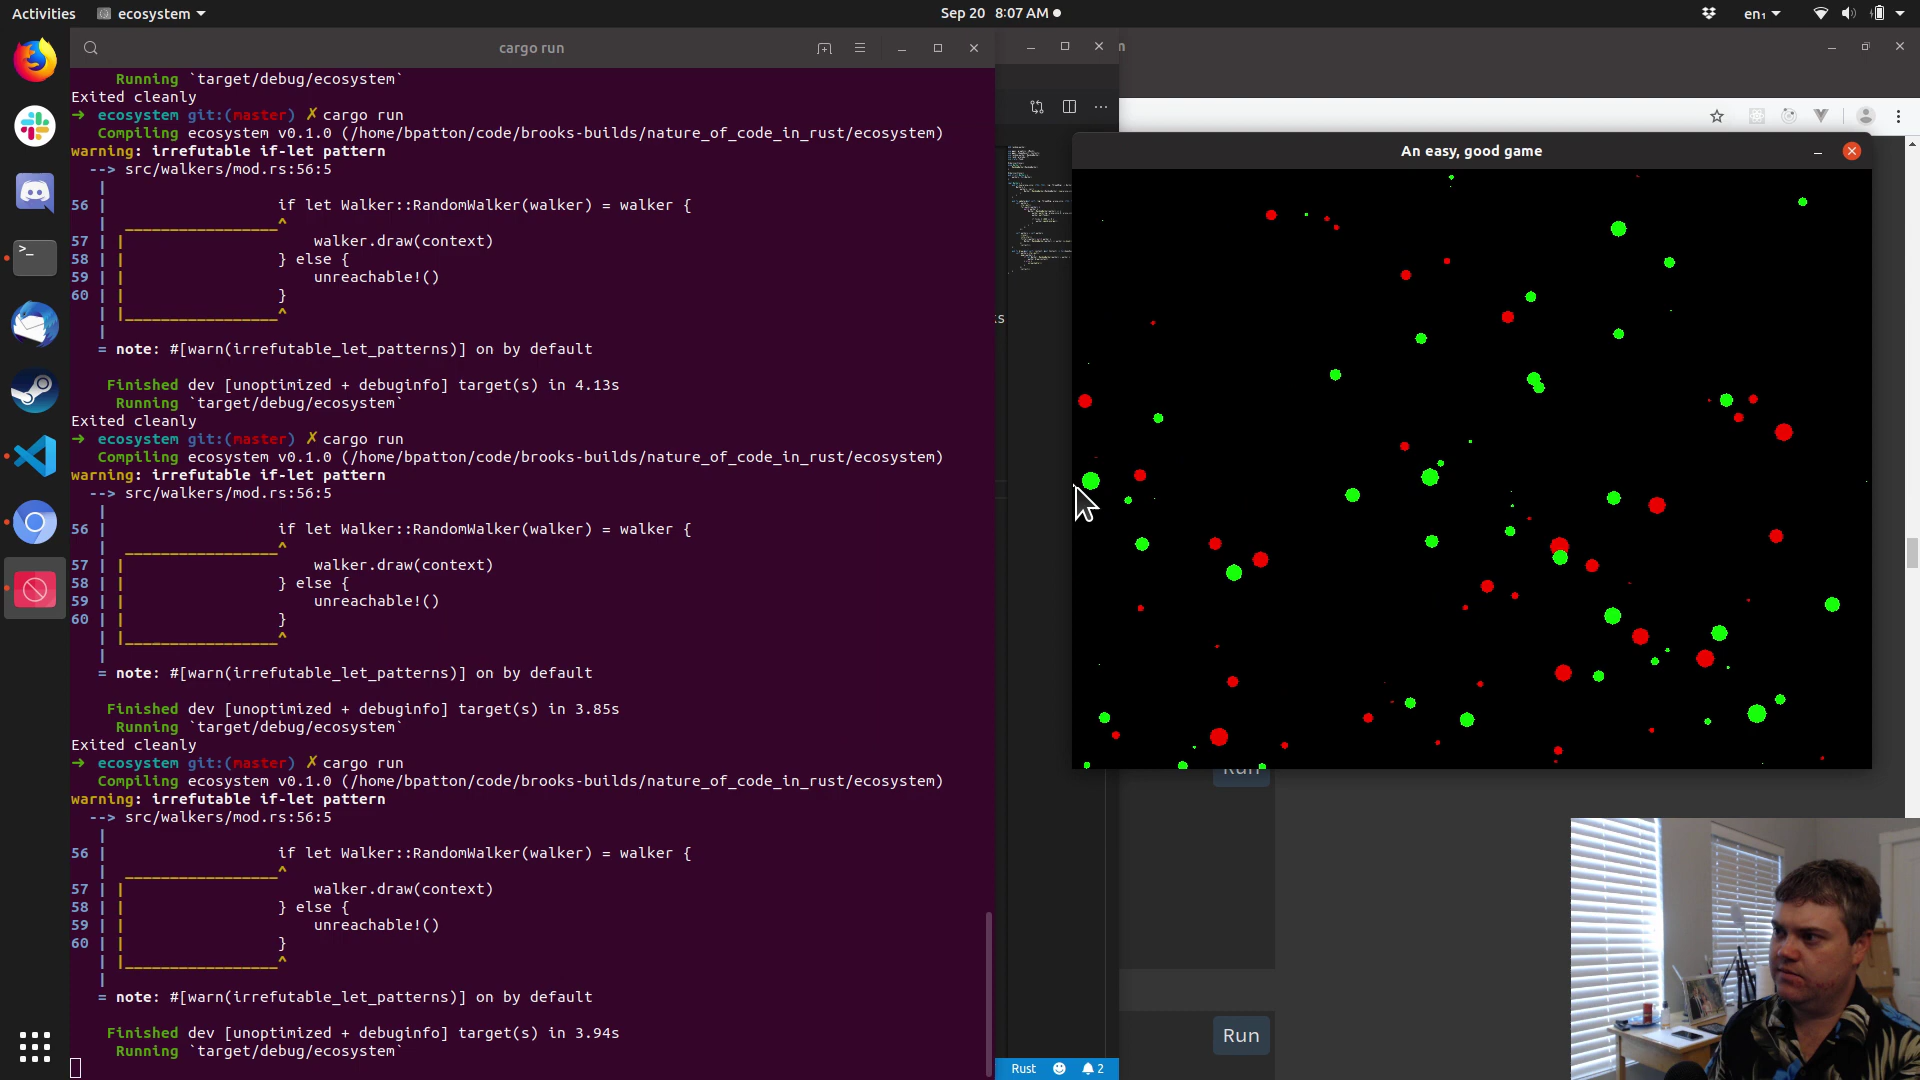 Activities
ecosystem
Sep 20 8:07 AM
en₁
cargo run
Running `target/debug/ecosystem`
Exited cleanly
➜ ecosystem git:(master) ✗ cargo run
Compiling ecosystem v0.1.0 (/home/bpatton/code/brooks-builds/nature_of_code_in_rust/ecosystem)
warning: irrefutable if-let pattern
--> src/walkers/mod.rs:56:5
|
56 | if let Walker::RandomWalker(walker) = walker {
| _________________^
57 | | walker.draw(context)
58 | | } else {
59 | | unreachable!()
60 | | }
| |_________________^
|
= note: #[warn(irrefutable_let_patterns)] on by default
Finished dev [unoptimized + debuginfo] target(s) in 4.13s
Running `target/debug/ecosystem`
Exited cleanly
➜ ecosystem git:(master) ✗ cargo run
Compiling ecosystem v0.1.0 (/home/bpatton/code/brooks-builds/nature_of_code_in_rust/ecosystem)
warning: irrefutable if-let pattern
--> src/walkers/mod.rs:56:5
|
56 | if let Walker::RandomWalker(walker) = walker {
| _________________^
57 | | walker.draw(context)
58 | | } else {
59 | | unreachable!()
60 | | }
| |_________________^
|
= note: #[warn(irrefutable_let_patterns)] on by default
Finished dev [unoptimized + debuginfo] target(s) in 3.85s
Running `target/debug/ecosystem`
Exited cleanly
➜ ecosystem git:(master) ✗ cargo run
Compiling ecosystem v0.1.0 (/home/bpatton/code/brooks-builds/nature_of_code_in_rust/ecosystem)
warning: irrefutable if-let pattern
--> src/walkers/mod.rs:56:5
|
56 | if let Walker::RandomWalker(walker) = walker {
| _________________^
57 | | walker.draw(context)
58 | | } else {
59 | | unreachable!()
60 | | }
| |_________________^
|
= note: #[warn(irrefutable_let_patterns)] on by default
Finished dev [unoptimized + debuginfo] target(s) in 3.94s
Running `target/debug/ecosystem`
An easy, good game
Run
Run
Rust
2